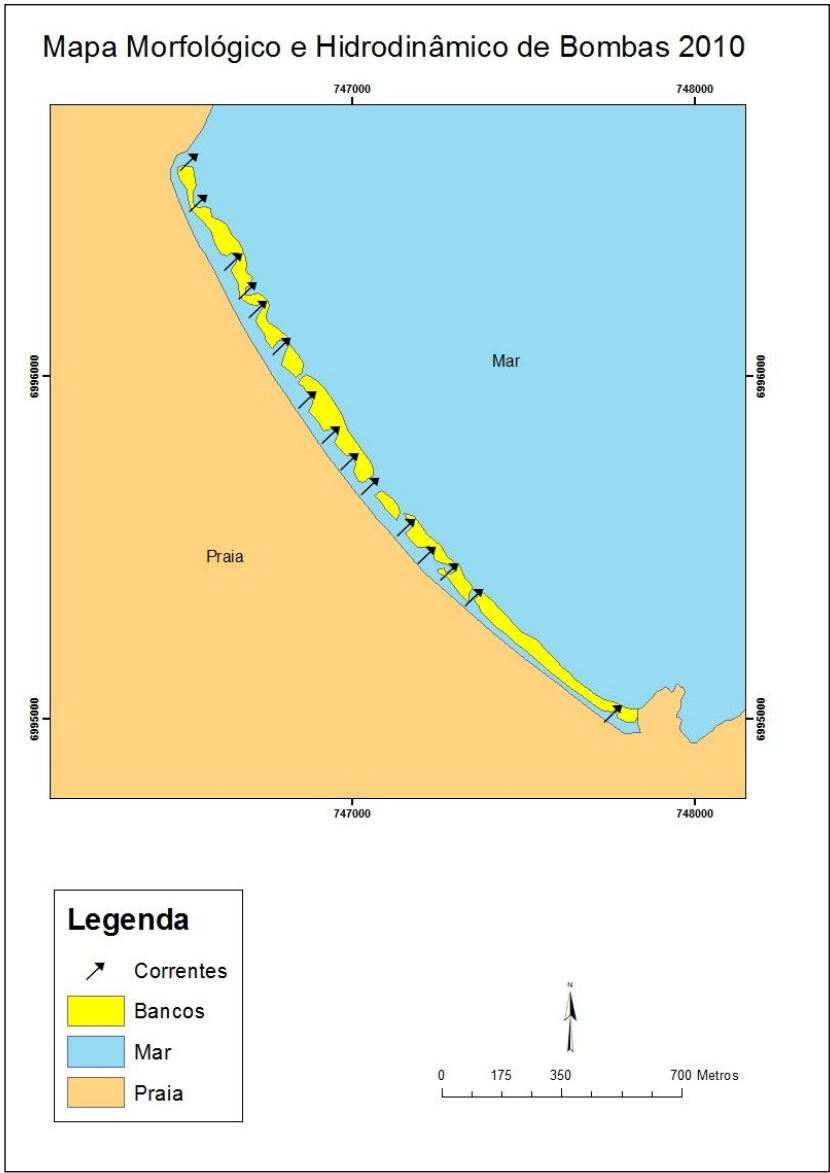 Mapa Morfológico e Hidrodinâmico de Bombas 2010
747000
748000
6996000
Mar
6996000
Praia
6995000
6995000
747000
748000
Legenda
Correntes
Bancos
Mar
Praia
N
0 175 350 700 Metros